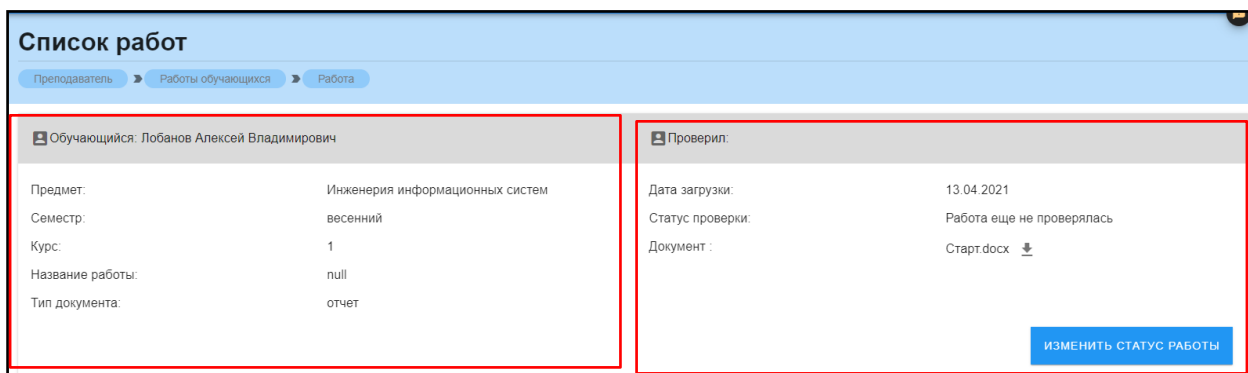 Список работ
Преподаватель Работы обучающихся Работа
Обучающийся: Лобанов Алексей Владимирович
Предмет: Инженерия информационных систем
Семестр: весенний
Курс: 1
Название работы: null
Тип документа: отчет
Проверил:
Дата загрузки: 13.04.2021
Статус проверки: Работа еще не проверялась
Документ : Старт.docx
ИЗМЕНИТЬ СТАТУС РАБОТЫ